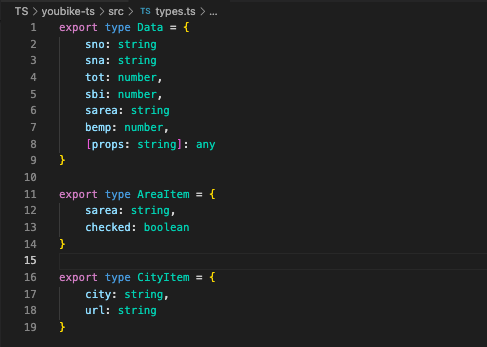 TS > youbike-ts > src > TS types.ts > ...
1 export type Data = {
2     sno: string
3     sna: string
4     tot: number,
5     sbi: number,
6     sarea: string
7     bemp: number,
8     [props: string]: any
9 }
10
11 export type AreaItem = {
12     sarea: string,
13     checked: boolean
14 }
15
16 export type CityItem = {
17     city: string,
18     url: string
19 }